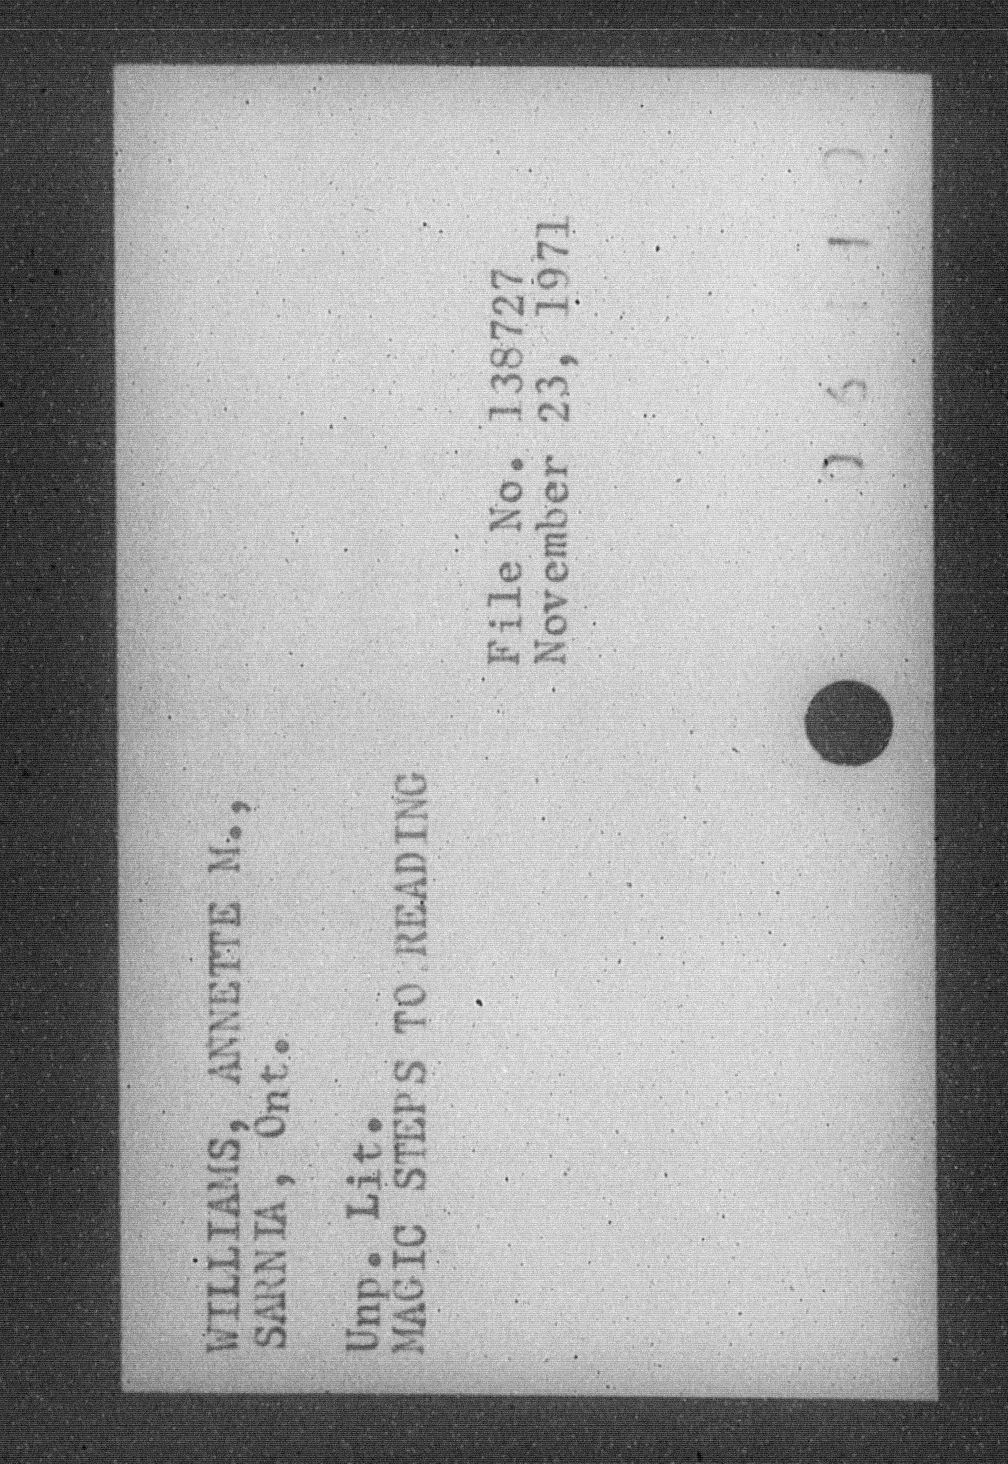 WILLIAMS, ANNETTE M.,
SARNIA, Ont.
Unp. Lit.
MAGIC STEPS TO READING
File No. 138727
November 23, 1971